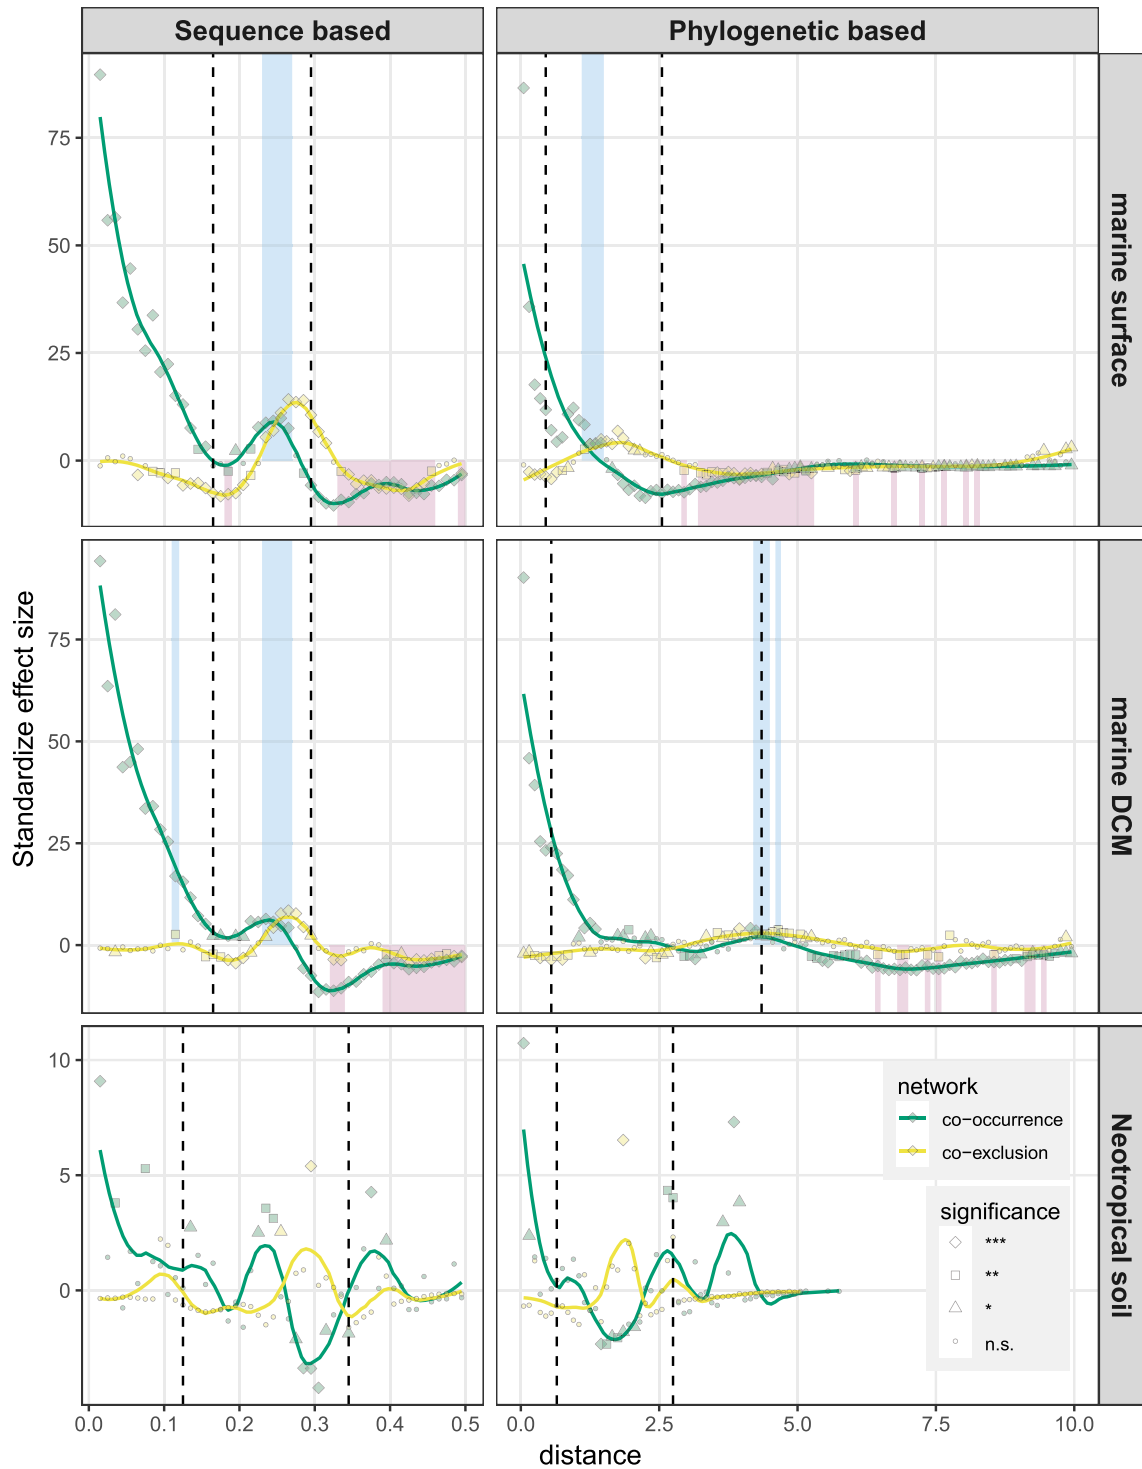 Sequence based
Phylogenetic based
75
50
25
0
marine surface
75
50
25
0
marine DCM
Standardize effect size
10
5
0
Neotropical soil
network
co−occurrence
co−exclusion
significance
***
**
*
n.s.
0.0 0.1 0.2 0.3 0.4 0.5
0.0 2.5 5.0 7.5 10.0
distance